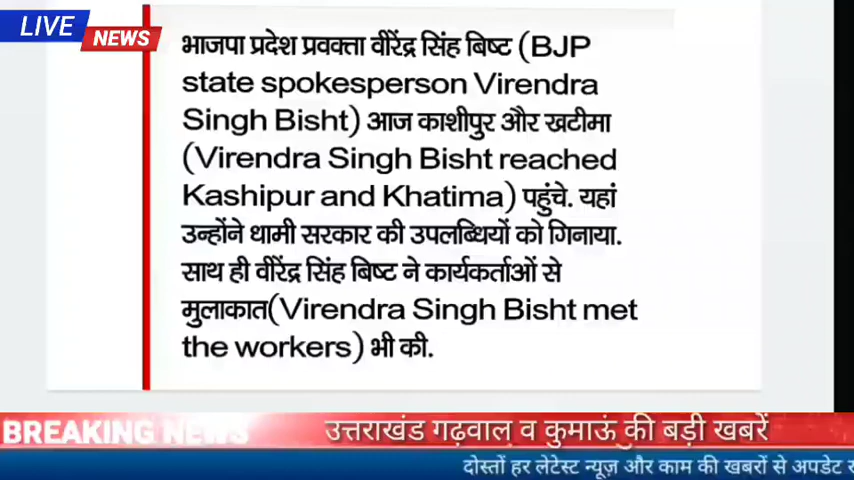 LIVE
NEWS
भाजपा प्रदेश प्रवक्ता वीरेंद्र सिंह बिष्ट (BJP
state spokesperson Virendra
Singh Bisht) आज काशीपुर और खटीमा
(Virendra Singh Bisht reached
Kashipur and Khatima) पहुंचे. यहां
उन्होंने धामी सरकार की उपलब्धियों को गिनाया.
साथ ही वीरेंद्र सिंह बिष्ट ने कार्यकर्ताओं से
मुलाकात(Virendra Singh Bisht met
the workers) भी की.
BREAKING NEWS
उत्तराखंड गढ़वाल व कुमाऊं की बड़ी खबरें
दोस्तों हर लेटेस्ट न्यूज़ और काम की खबरों से अपडेट